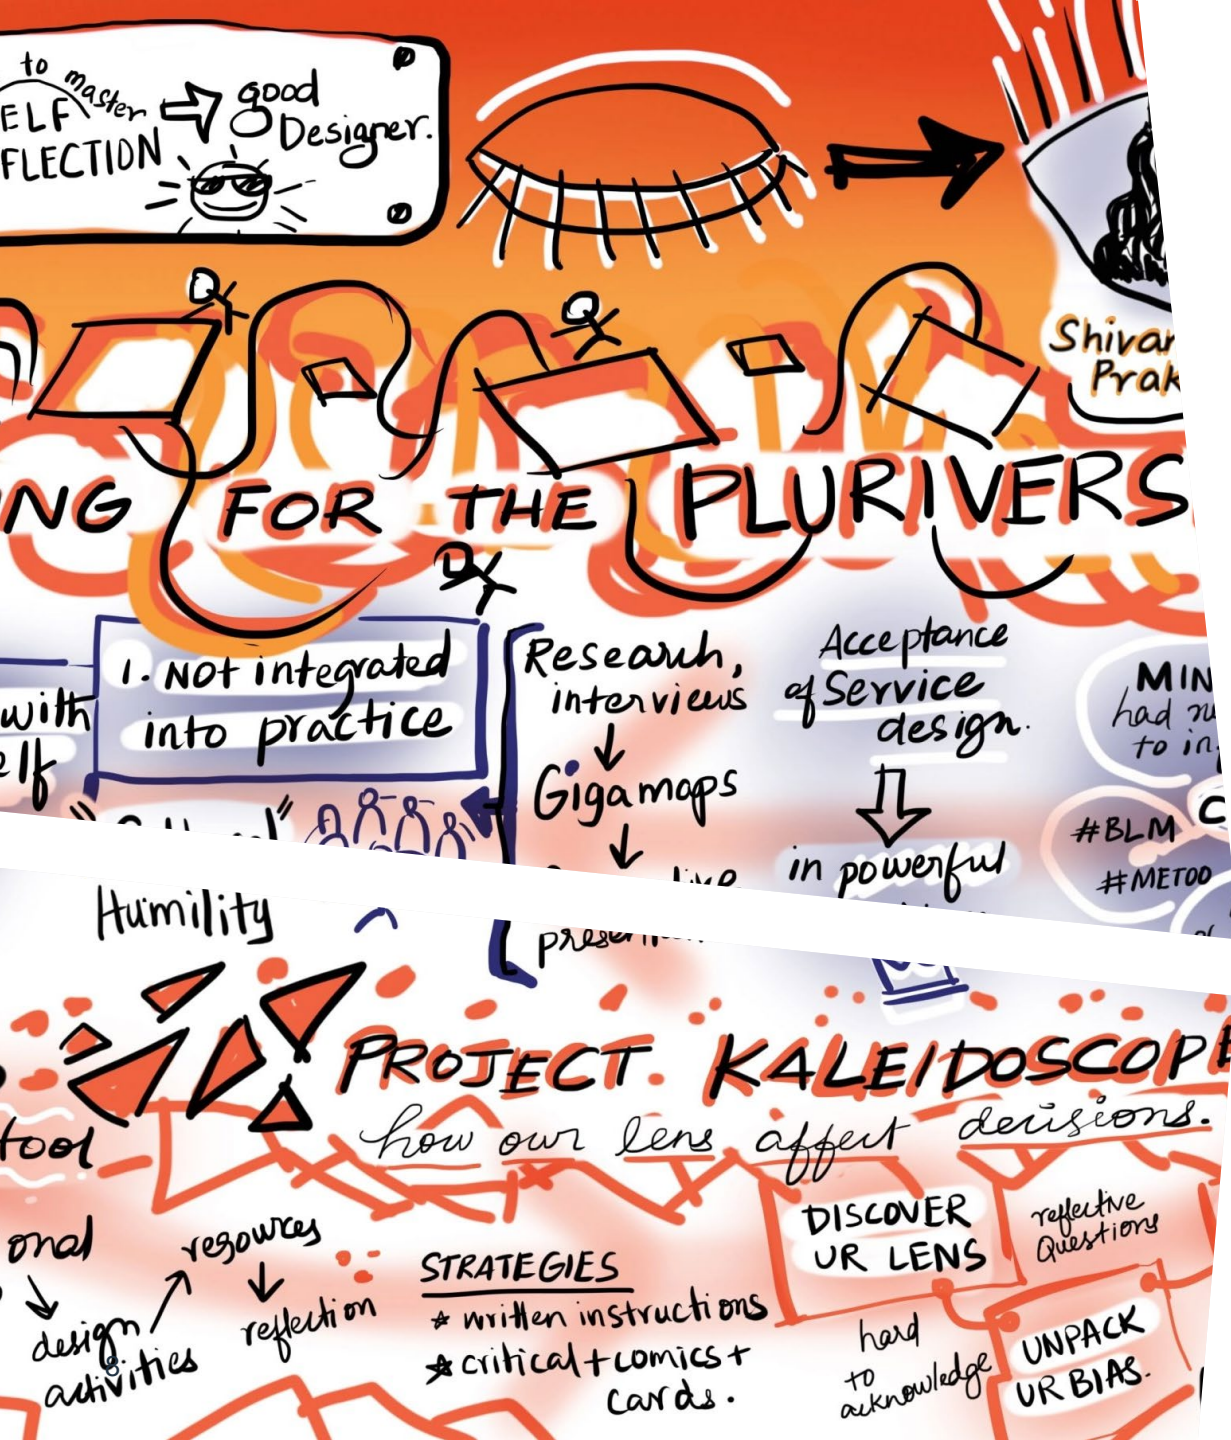 to master
ELF
FLECTION
good
Designer.
Shivar
Prak
NG FOR THE PLURIVERS
with
elf
1. NOT integrated
into practice
Research,
interviews
Gigamaps
Acceptance
of Service
design.
in powerful
MIN
had
to in
#BLM
#METOO
Humility
PROJECT. KALEIDOSCOPE
how our lens affect decisions.
tool
onal
design
activities
resources
reflection
8
STRATEGIES
* written instructions
* critical + comics +
cards.
DISCOVER
UR LENS
reflective
Questions
hard
to
acknowledge
UNPACK
UR BIAS.